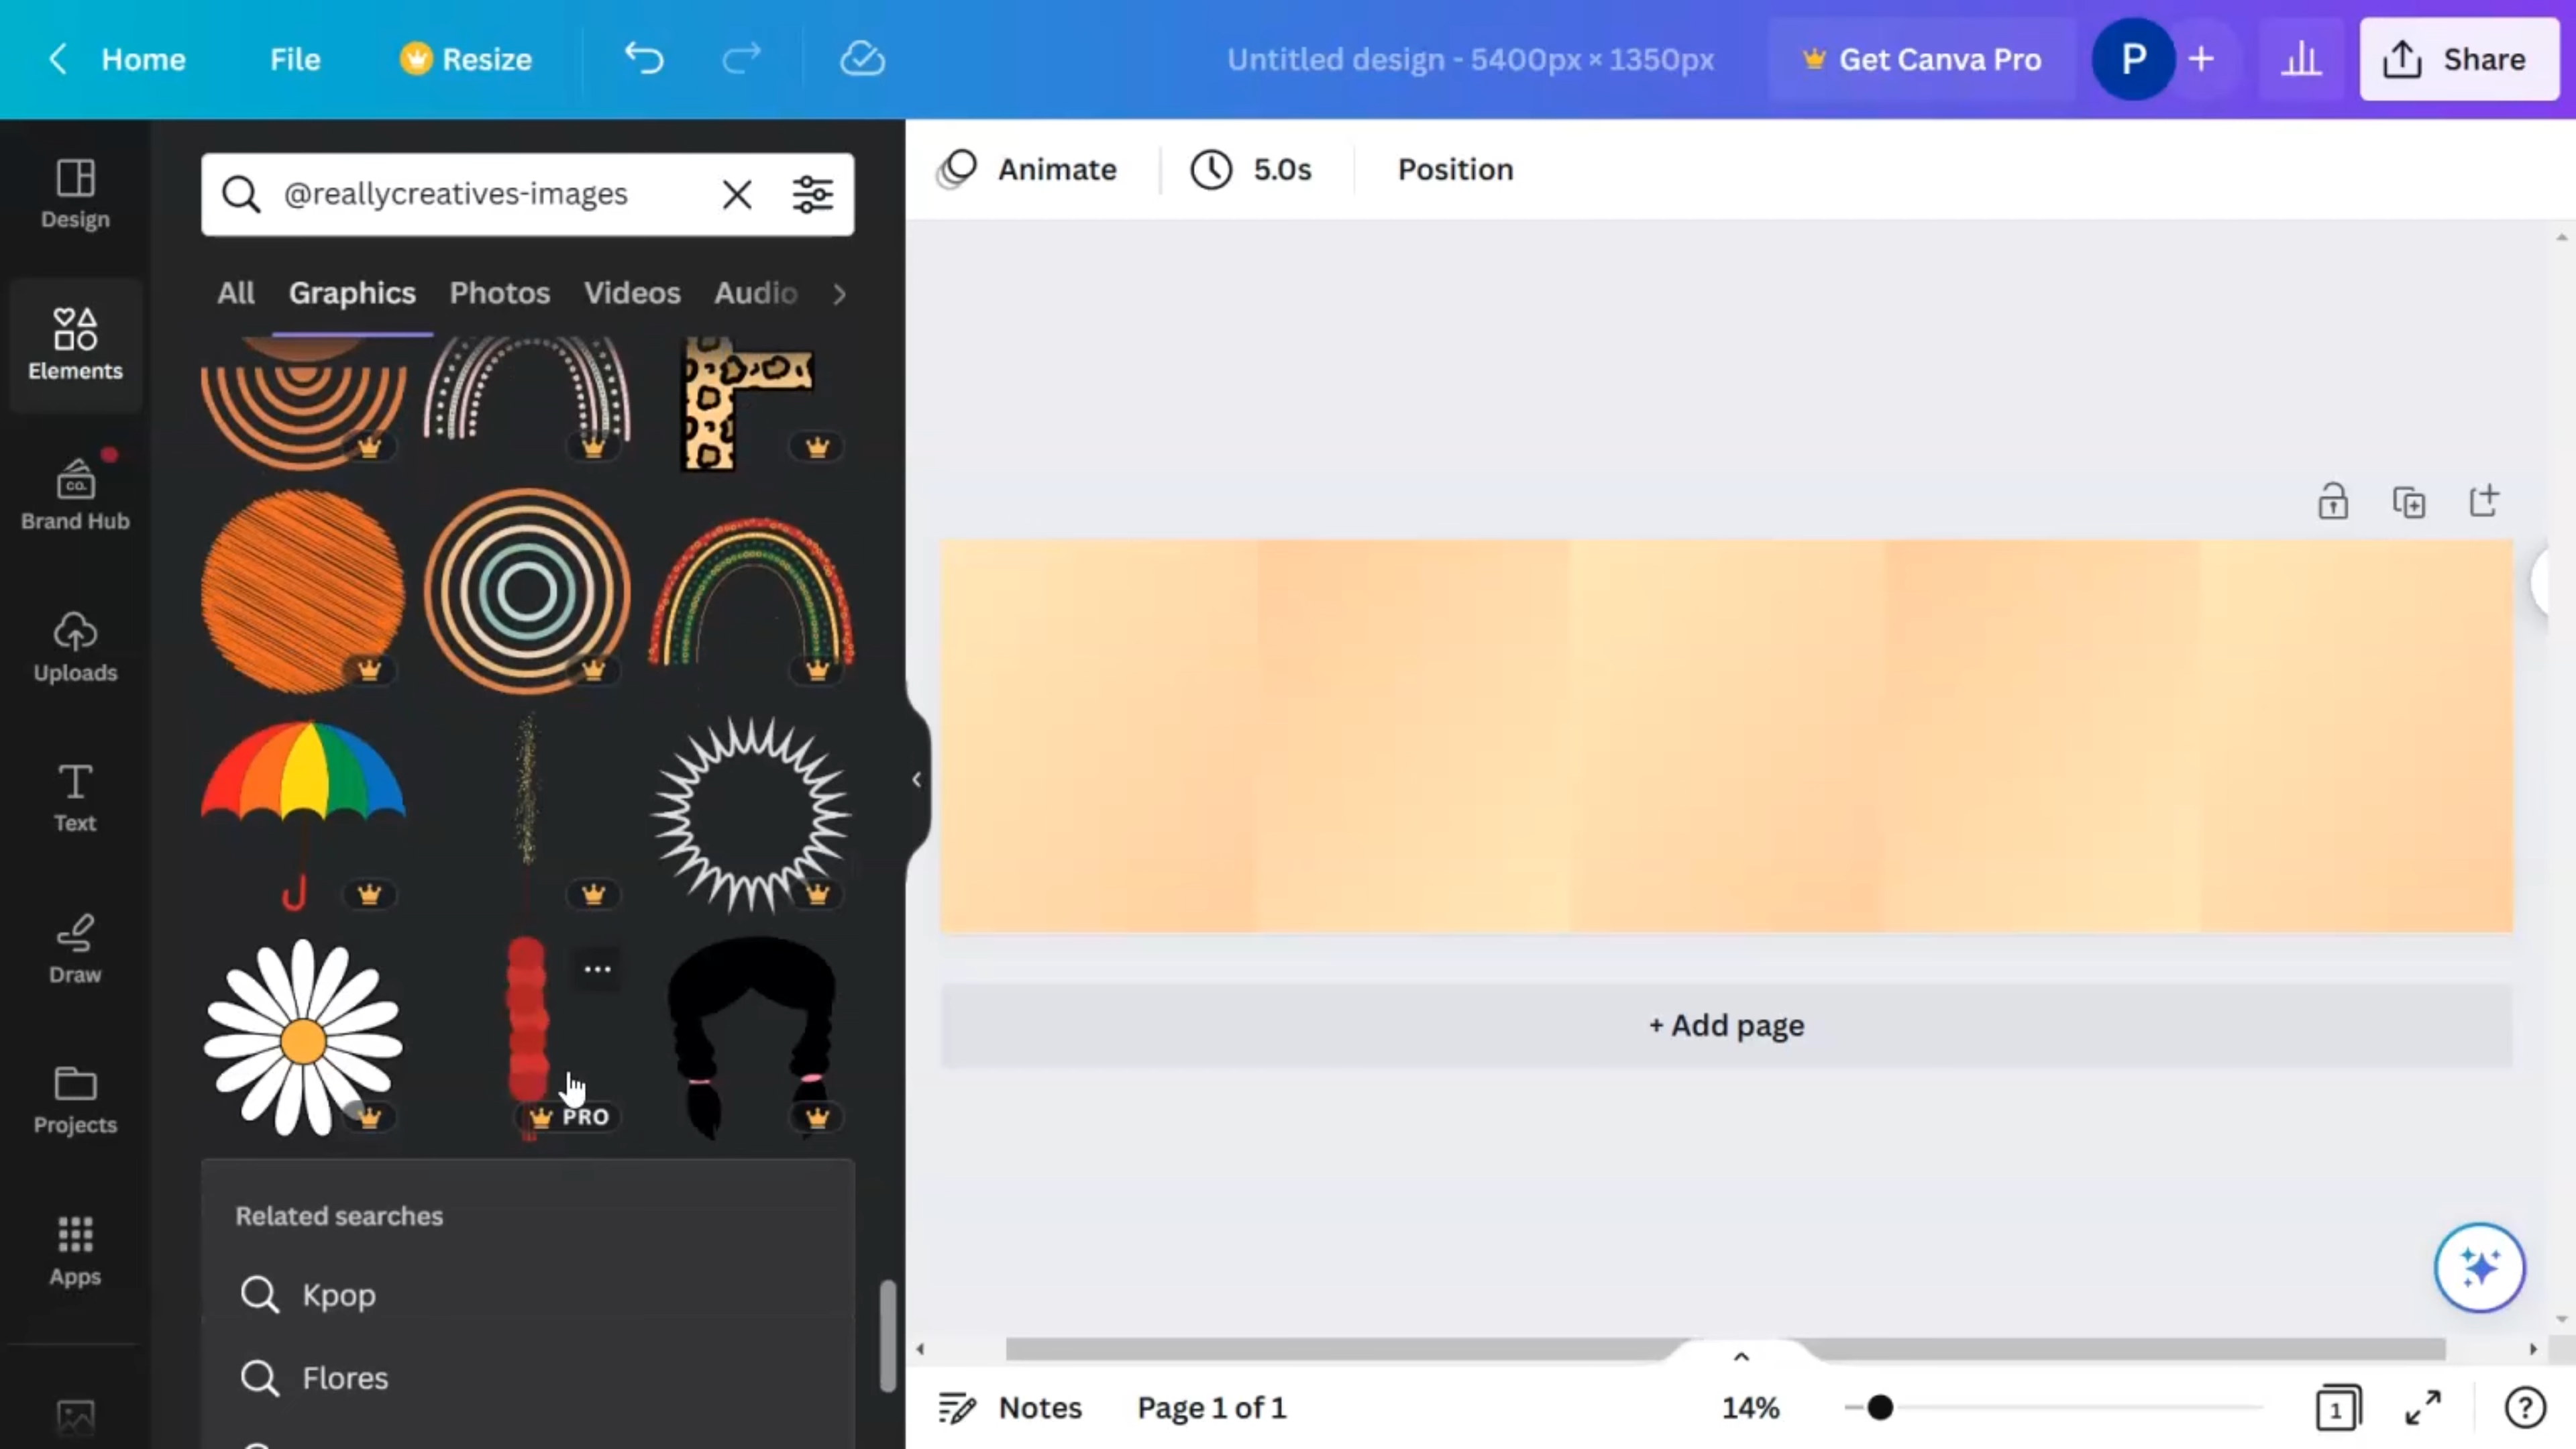 Home File Resize Untitled design - 5400px × 1350px Get Canva Pro P Share
Design
Elements
Brand Hub
CO.
Uploads
Text
Draw
Projects
Apps
@reallycreatives-images
All Graphics Photos Videos Audio
PRO
Related searches
Kpop
Flores
Animate 5.0s Position
+ Add page
Notes Page 1 of 1 14% 1 ?